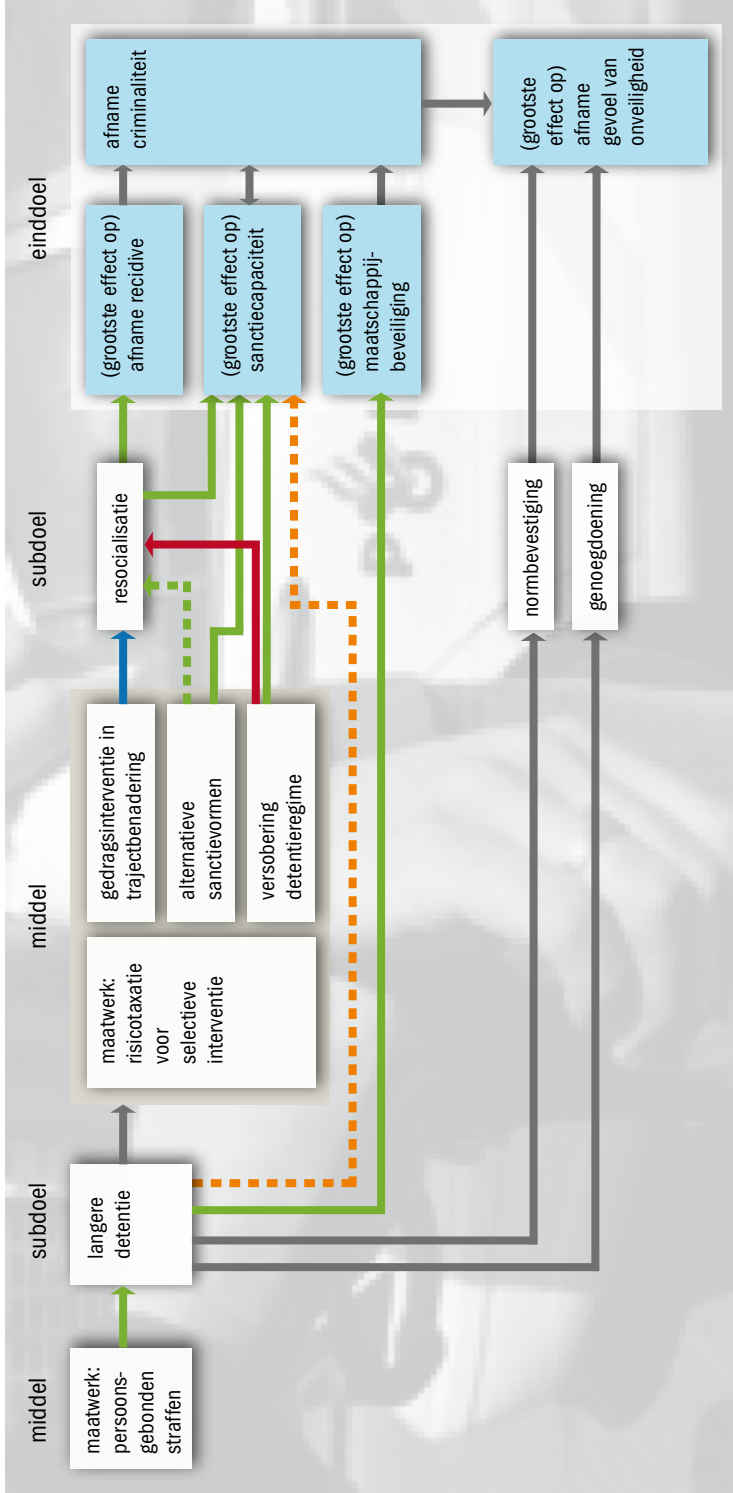 middel
subdoel
middel
subdoel
einddoel
maatwerk:
persoons-
gebonden
straffen
langere
detentie
maatwerk:
risicotaxatie
voor
selectieve
interventie
gedragsinterventie in
trajectbenadering
alternatieve
sanctievormen
versobering
detentieregime
resocialisatie
normbevestiging
genoegdoening
(grootste effect op)
afname recidive
(grootste effect op)
sanctiecapaciteit
(grootste effect op)
maatschappij-
beveiliging
afname
criminaliteit
(grootste
effect op)
afname
gevoel van
onveiligheid